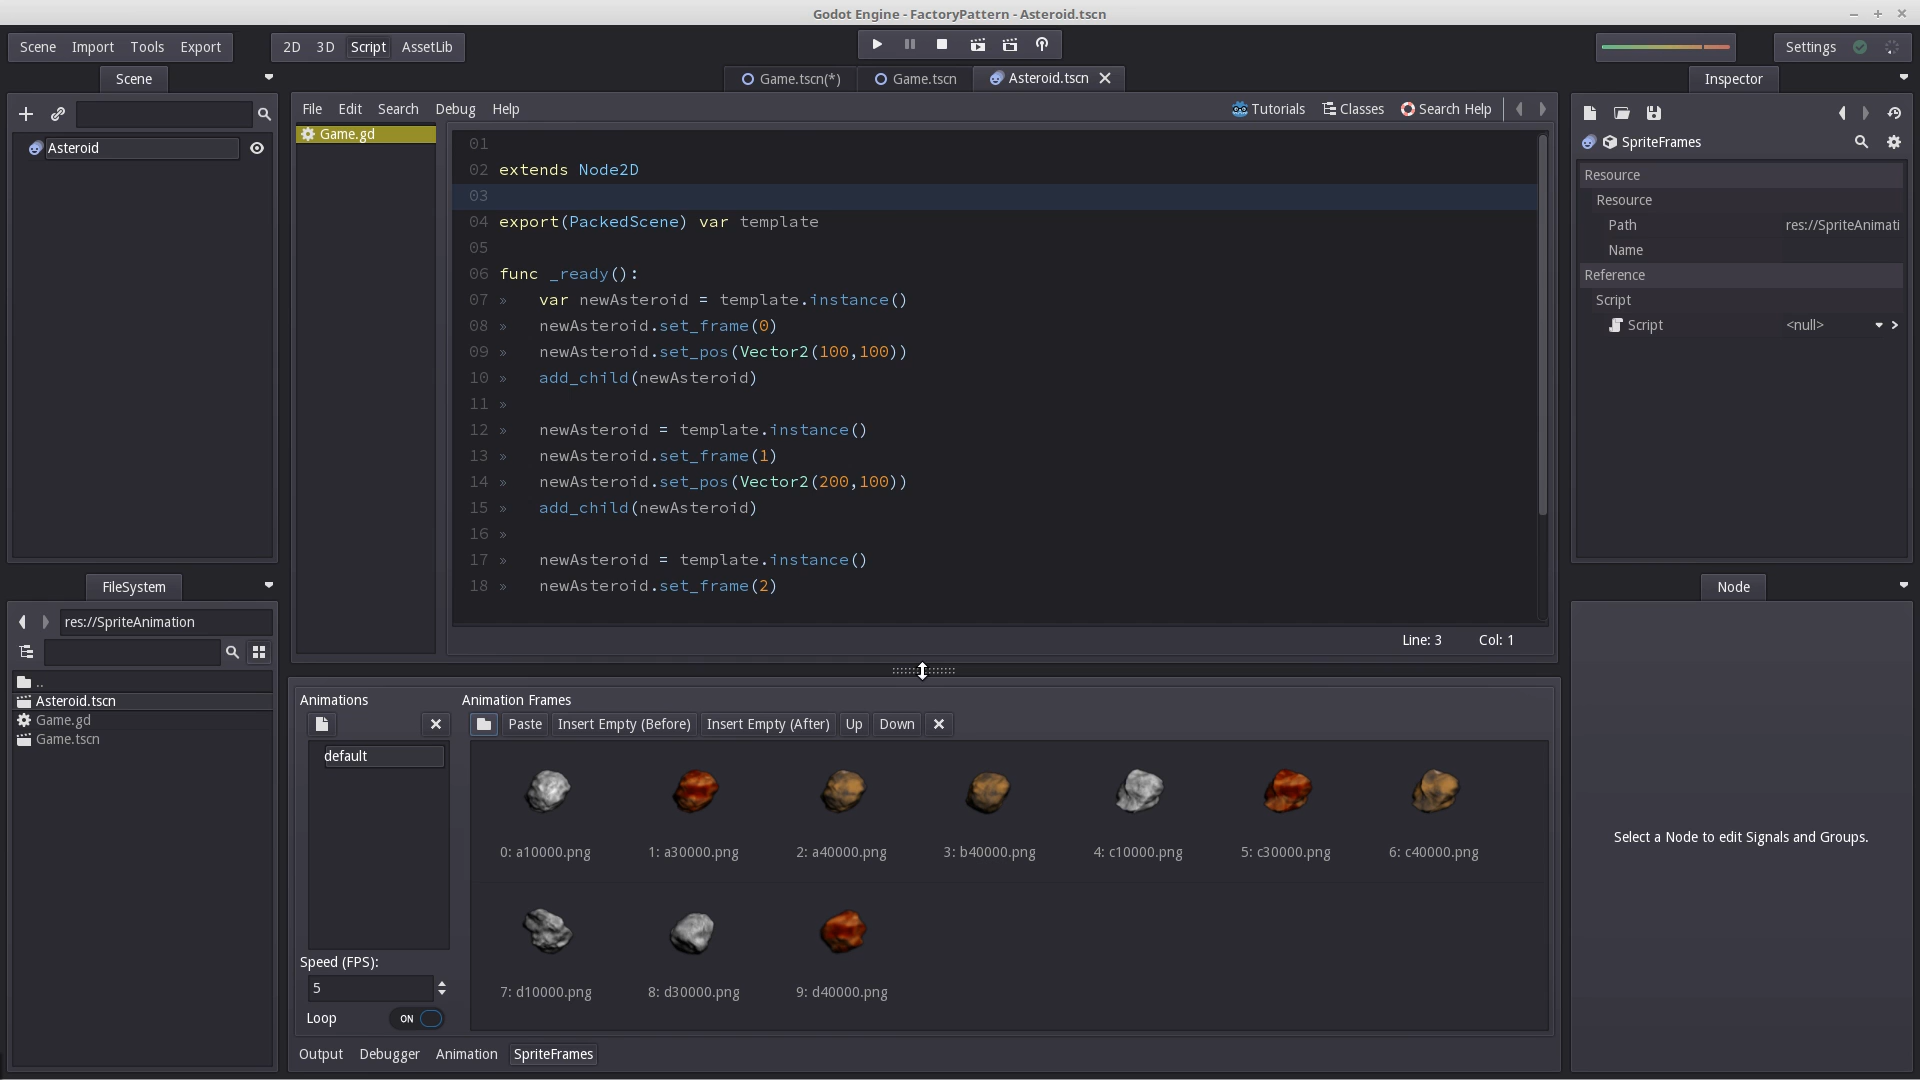 Godot Engine - FactoryPattern - Asteroid.tscn
Scene Import Tools Export
2D 3D Script AssetLib
Settings
Scene
Game.tscn(*) Game.tscn Asteroid.tscn
Inspector
File Edit Search Debug Help
Tutorials Classes Search Help
Asteroid
Game.gd
01
02 extends Node2D
03
04 export(PackedScene) var template
05
06 func _ready():
07 » var newAsteroid = template.instance()
08 » newAsteroid.set_frame(0)
09 » newAsteroid.set_pos(Vector2(100,100))
10 » add_child(newAsteroid)
11 »
12 » newAsteroid = template.instance()
13 » newAsteroid.set_frame(1)
14 » newAsteroid.set_pos(Vector2(200,100))
15 » add_child(newAsteroid)
16 »
17 » newAsteroid = template.instance()
18 » newAsteroid.set_frame(2)
Line: 3 Col: 1
SpriteFrames
Resource
Resource
Path res://SpriteAnimati
Name
Reference
Script
Script <null>
FileSystem
res://SpriteAnimation
..
Asteroid.tscn
Game.gd
Game.tscn
Animations
default
Speed (FPS):
5
Loop ON
Animation Frames
Paste Insert Empty (Before) Insert Empty (After) Up Down
0: a10000.png 1: a30000.png 2: a40000.png 3: b40000.png 4: c10000.png 5: c30000.png 6: c40000.png
7: d10000.png 8: d30000.png 9: d40000.png
Output Debugger Animation SpriteFrames
Node
Select a Node to edit Signals and Groups.